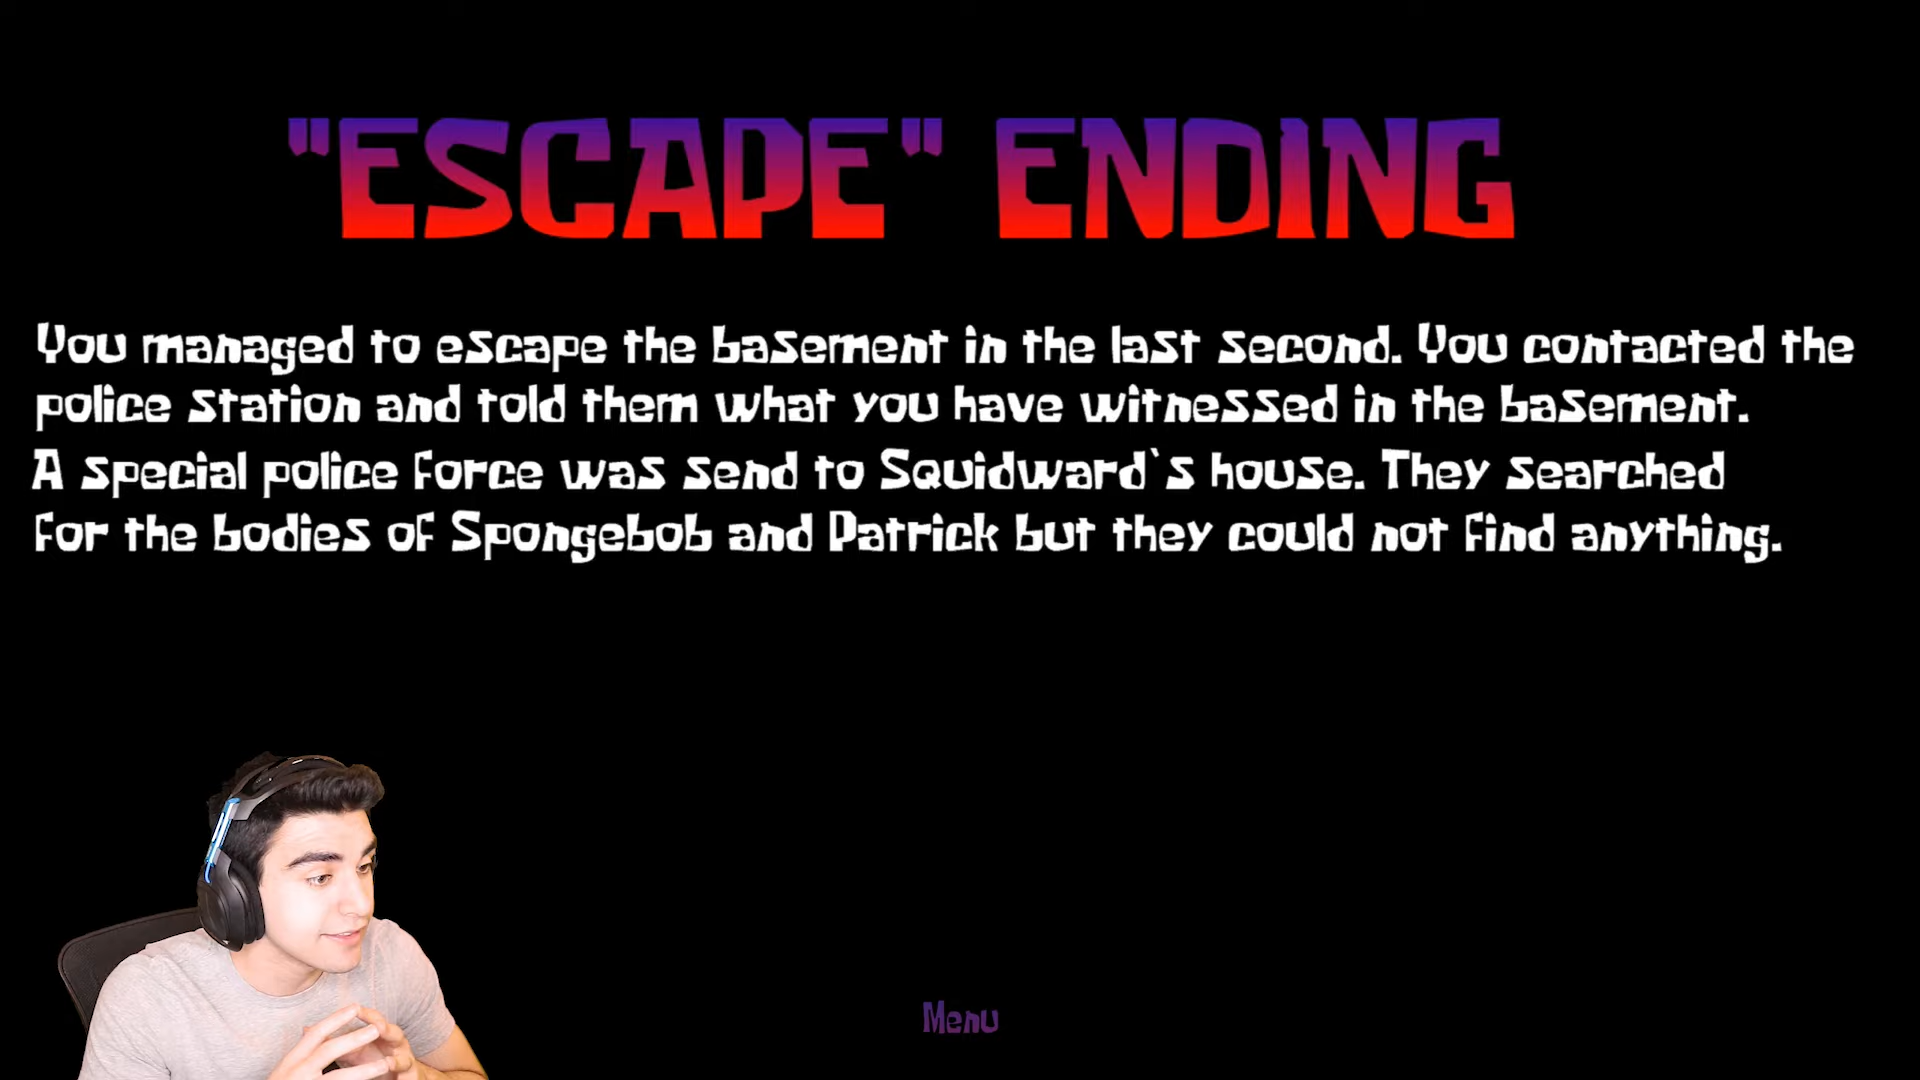 "ESCAPE" ENDING
You managed to escape the basement in the last second. You contacted the
police station and told them what you have witnessed in the basement.
A special police force was send to Squidward`s house. They searched
for the bodies of Spongebob and Patrick but they could not find anything.
Menu